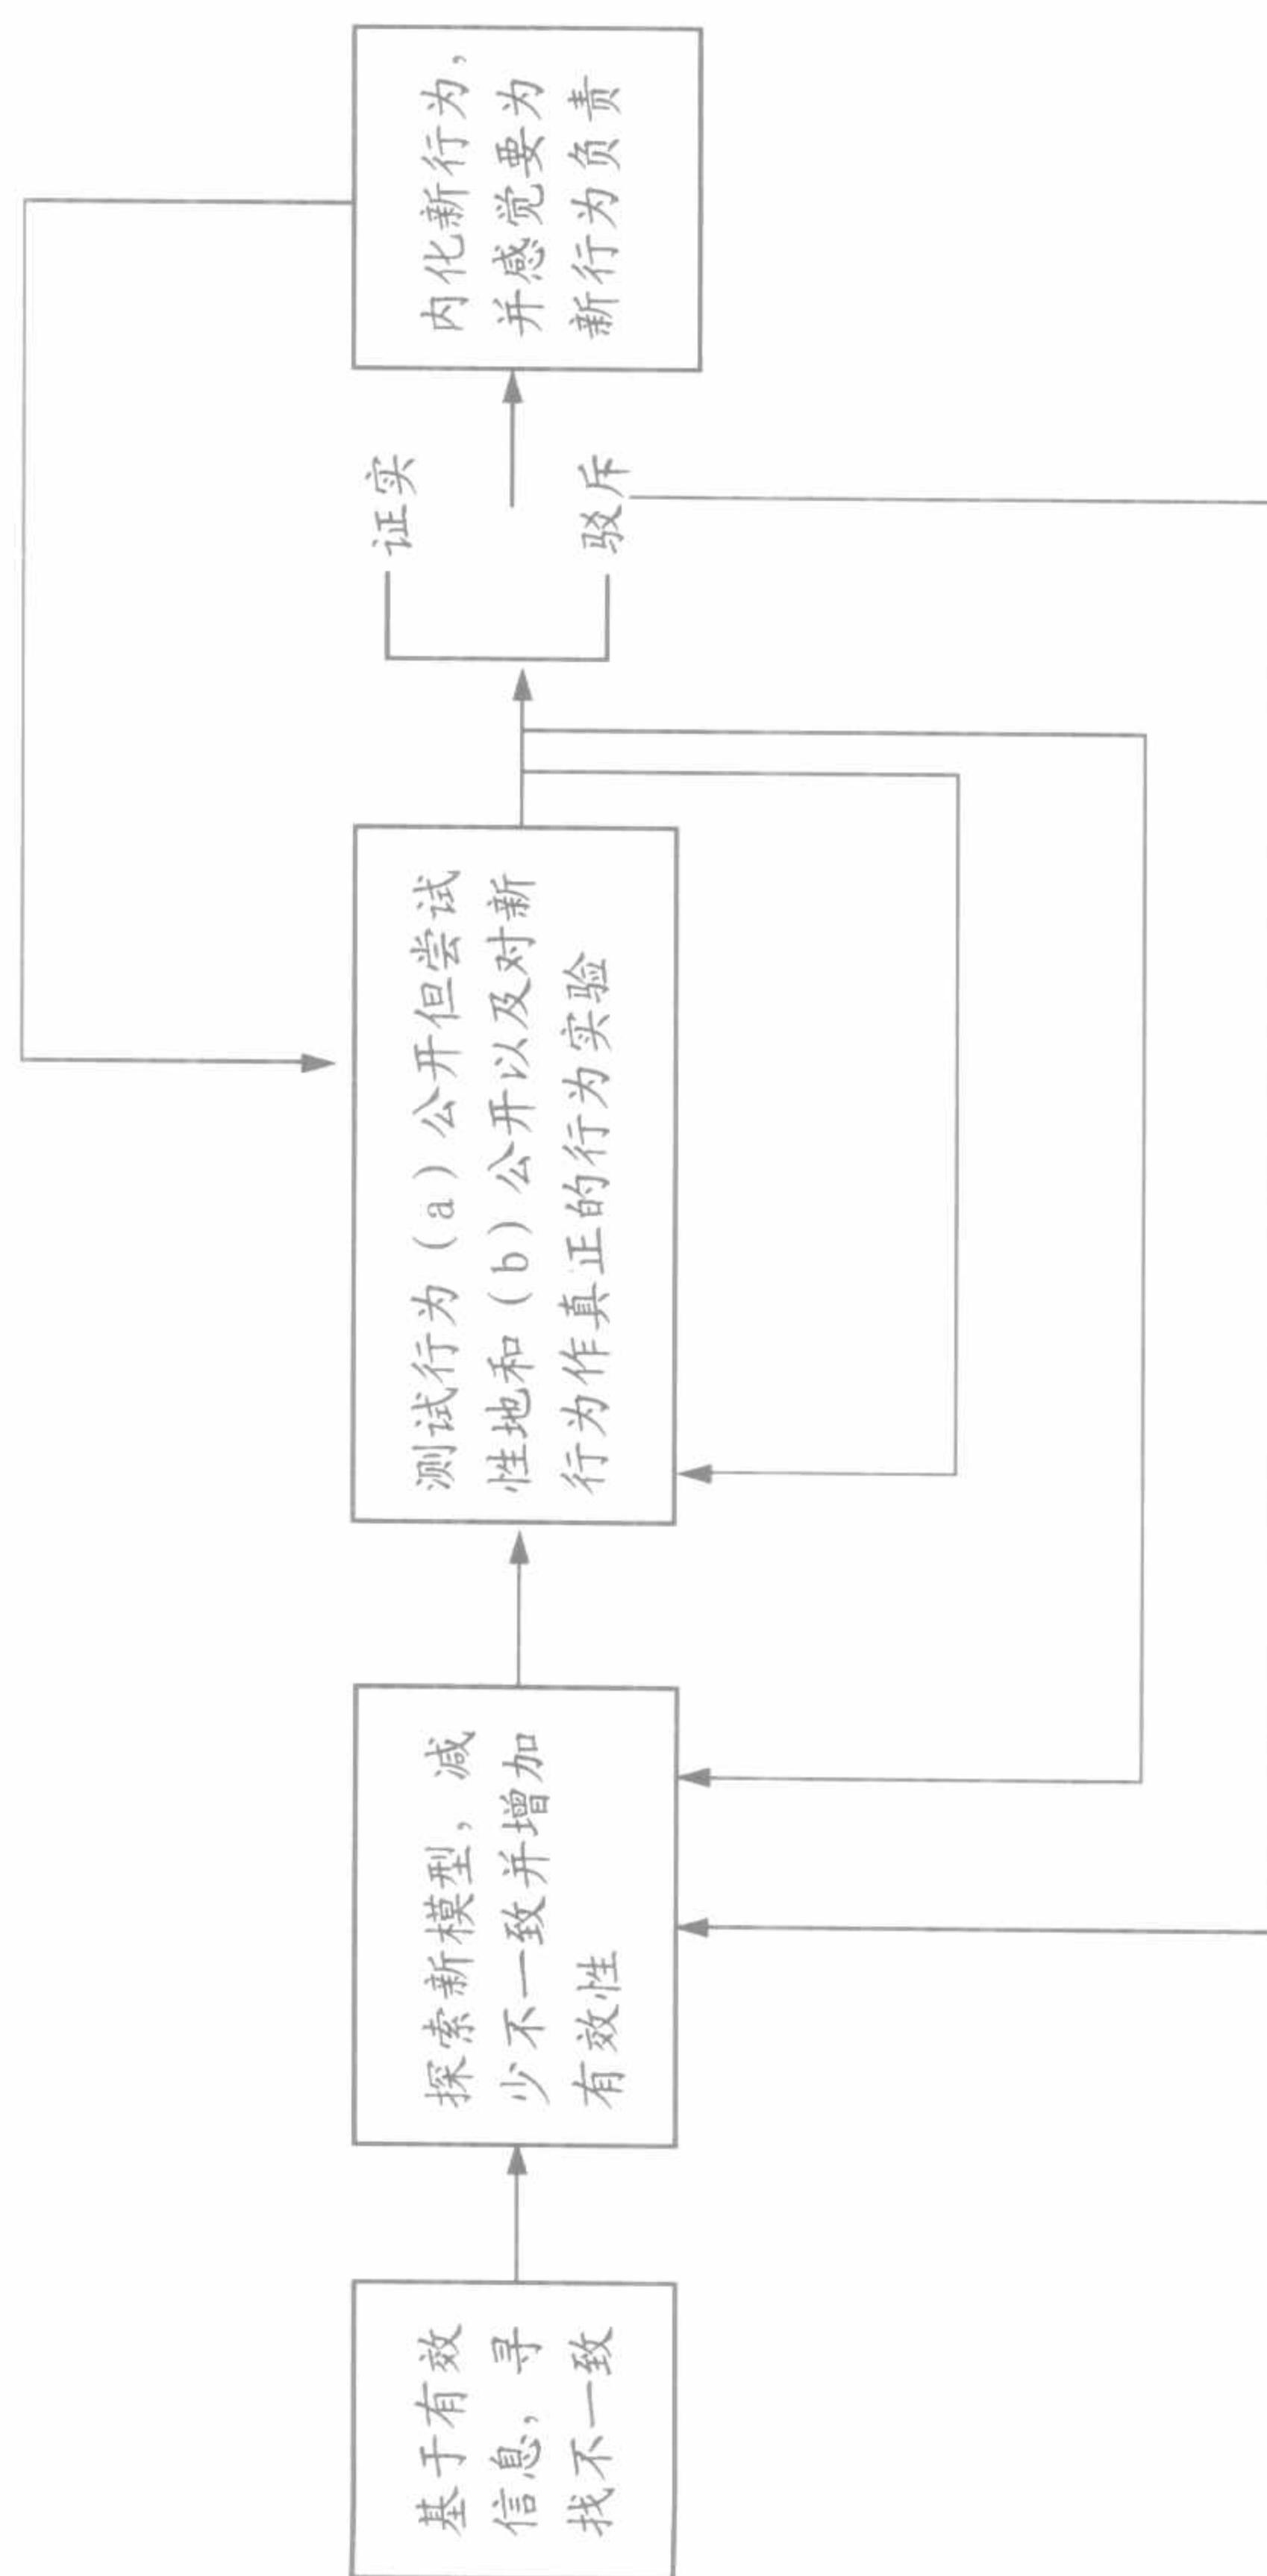 基于有效
信息，寻
找不一致
探索新模型，减
少不一致并增加
有效性
测试行为（a）公开但尝试
性地和（b）公开以及对新
行为作真正的行为实验
证实
驳斥
内化新行为，
并感觉要为
新行为负责